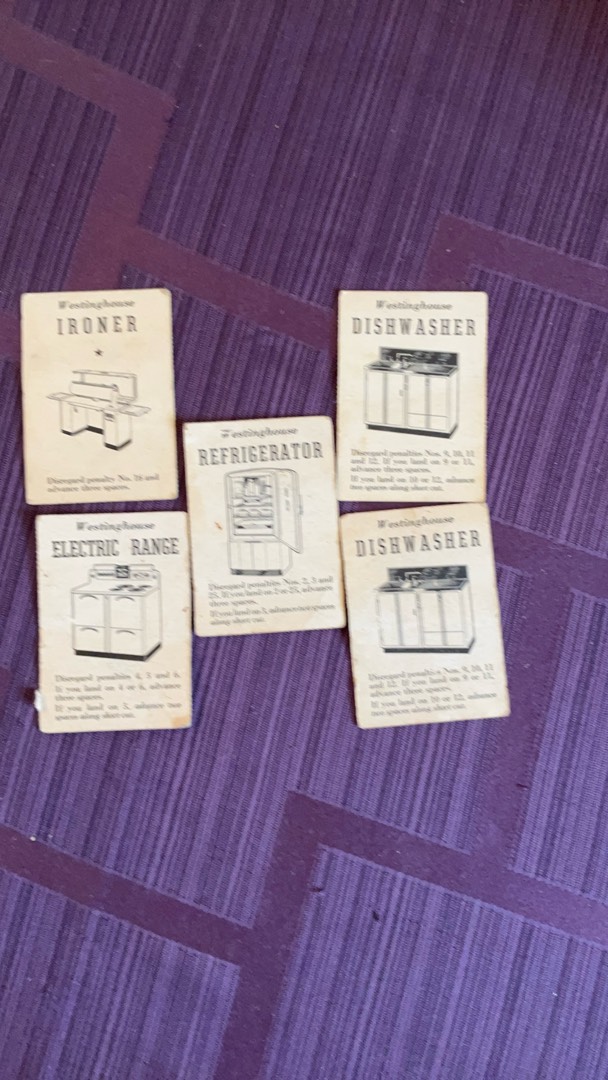 Westinghouse
IRONER
Disregard penalty No. 16 and
advance three spaces.
Westinghouse
DISHWASHER
Disregard penalties Nos. 9, 10, 11
and 12. If you land on 9 or 11,
advance three spaces.
If you land on 10 or 12, advance
two spaces along short cut.
Westinghouse
REFRIGERATOR
Disregard penalties Nos. 2, 3 and
25. If you land on 2 or 25, advance
three spaces.
If you land on 3, advance two spaces
along short cut.
Westinghouse
ELECTRIC RANGE
Disregard penalties 4, 5 and 6.
If you land on 4 or 6, advance
three spaces.
If you land on 5, advance two
spaces along short cut.
Westinghouse
DISHWASHER
Disregard penalties Nos. 9, 10, 11
and 12. If you land on 9 or 11,
advance three spaces.
If you land on 10 or 12, advance
two spaces along short cut.